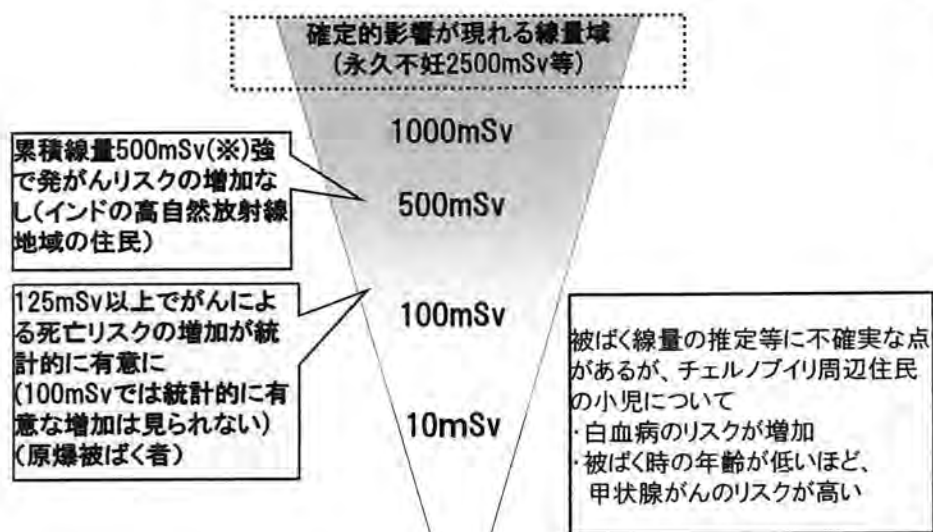 確定的影響が現れる線量域
(永久不妊2500mSv等)
1000mSv
累積線量500mSv(※)強
で発がんリスクの増加な
し(インドの高自然放射線
地域の住民)
500mSv
125mSv以上でがんによ
る死亡リスクの増加が統
計的に有意に
(100mSvでは統計的に有
意な増加は見られない)
(原爆被ばく者)
100mSv
10mSv
被ばく線量の推定等に不確実な点
があるが、チェルノブイリ周辺住民
の小児について
・白血病のリスクが増加
・被ばく時の年齢が低いほど、
甲状腺がんのリスクが高い